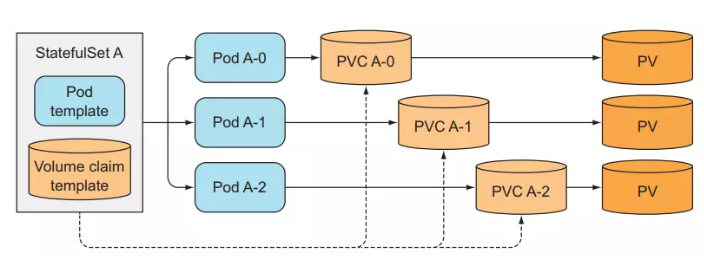 StatefulSet A
Pod
template
Volume claim
template
Pod A-0
PVC A-0
PV
Pod A-1
PVC A-1
PV
Pod A-2
PVC A-2
PV